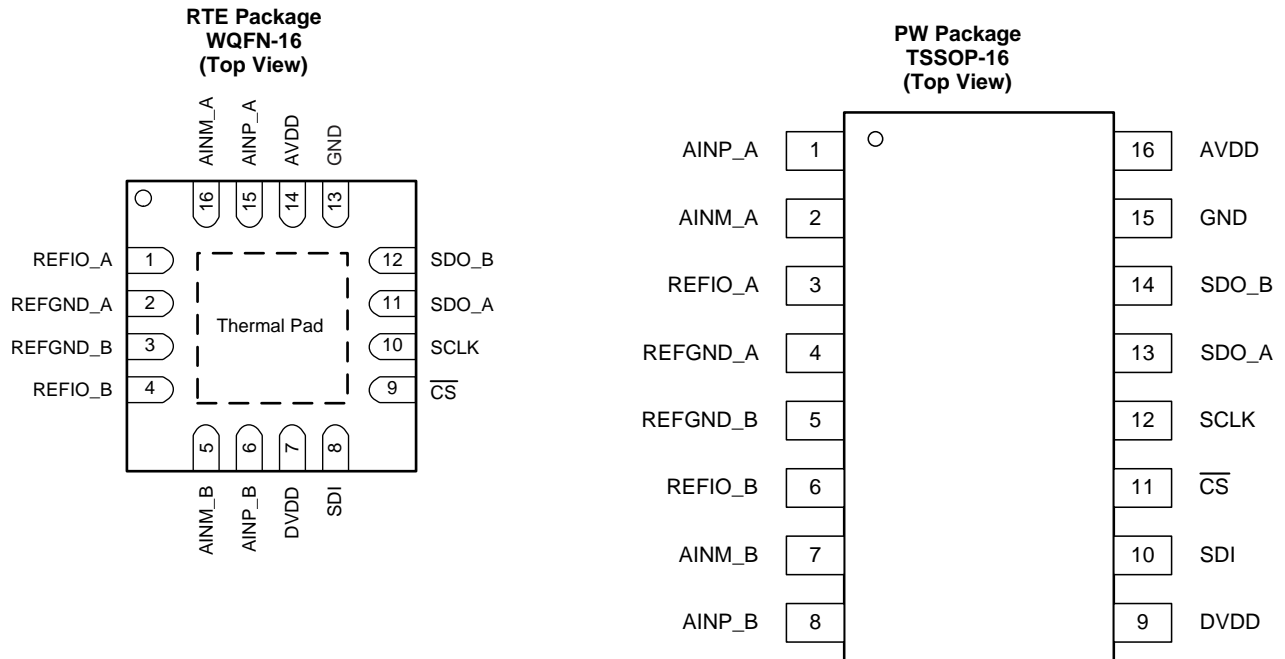 RTE Package
WQFN-16
(Top View)
AINM_A
AINP_A
AVDD
GND
16
15
14
13
REFIO_A 1
12 SDO_B
REFGND_A 2
11 SDO_A
Thermal Pad
REFGND_B 3
10 SCLK
REFIO_B 4
9 C̅S̅
5
6
7
8
AINM_B
AINP_B
DVDD
SDI
PW Package
TSSOP-16
(Top View)
AINP_A 1
16 AVDD
AINM_A 2
15 GND
REFIO_A 3
14 SDO_B
REFGND_A 4
13 SDO_A
REFGND_B 5
12 SCLK
REFIO_B 6
11 C̅S̅
AINM_B 7
10 SDI
AINP_B 8
9 DVDD